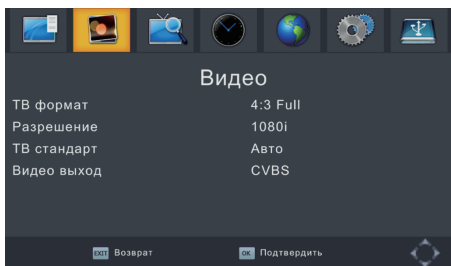 Видео
ТВ формат 4:3 Full
Разрешение 1080i
ТВ стандарт Авто
Видео выход CVBS
EXIT Возврат OK Подтвердить